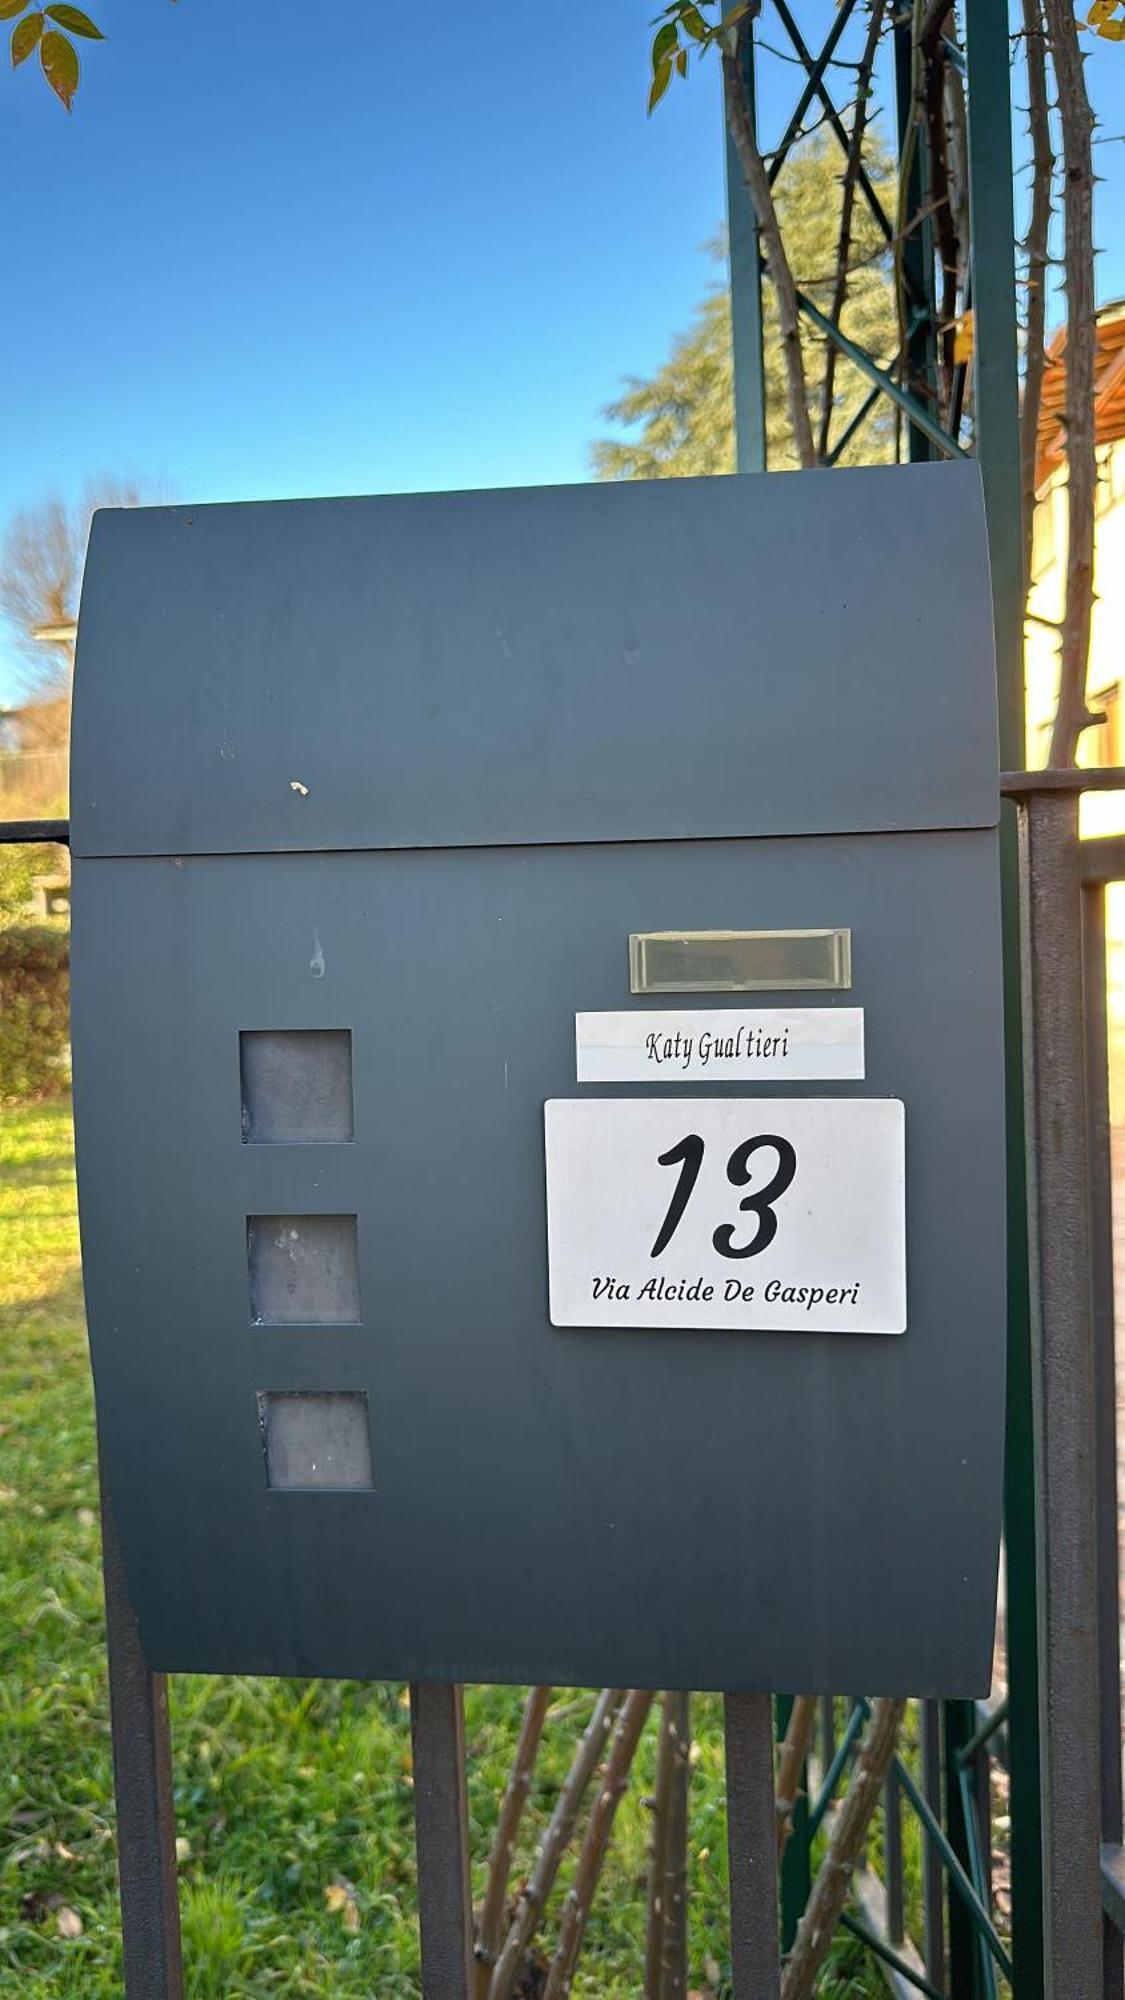 Katy Gualtieri
13
Via Alcide De Gasperi